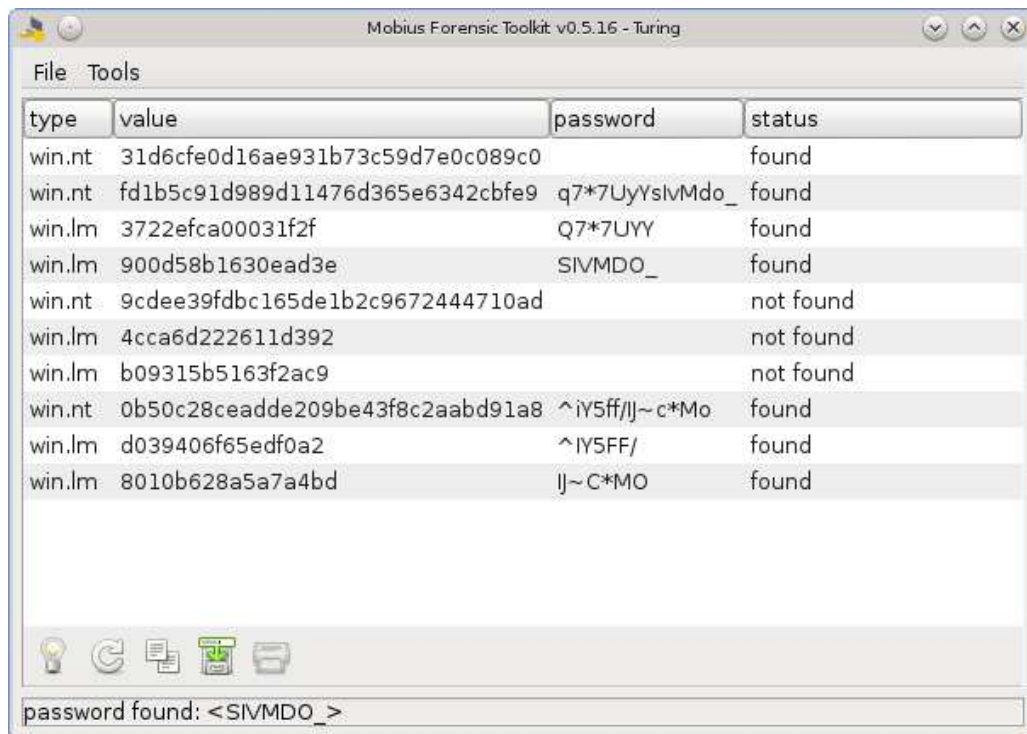 Mobius Forensic Toolkit v0.5.16 - Turing
File Tools
type value password status
win.nt 31d6cfe0d16ae931b73c59d7e0c089c0 found
win.nt fd1b5c91d989d11476d365e6342cbfe9 q7*7UyYsIvMdo_ found
win.lm 3722efca00031f2f Q7*7UYY found
win.lm 900d58b1630ead3e SIVMDO_ found
win.nt 9cdee39fdbc165de1b2c9672444710ad not found
win.lm 4cca6d222611d392 not found
win.lm b09315b5163f2ac9 not found
win.nt 0b50c28ceadde209be43f8c2aabd91a8 ^iY5ff/IJ~c*Mo found
win.lm d039406f65edf0a2 ^IY5FF/ found
win.lm 8010b628a5a7a4bd IJ~C*MO found
password found: <SIVMDO_>